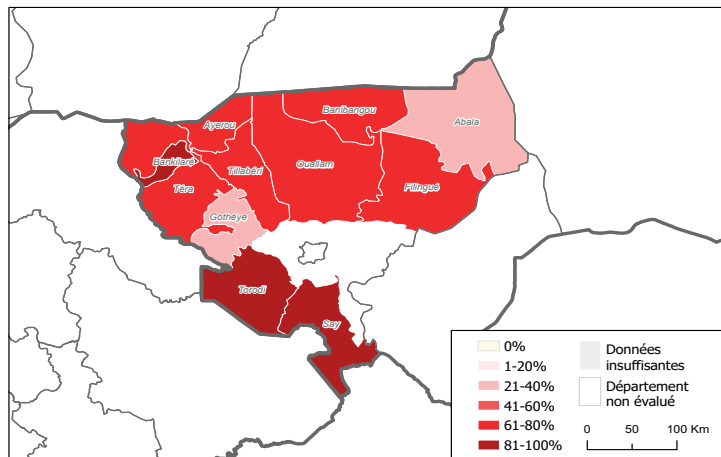 Banibangou
Abala
Ayerou
Bankilaré
Tillabéri
Ouallam
Téra
Filingué
Gothèye
Torodi
Say
0%
1-20%
21-40%
41-60%
61-80%
81-100%
Données
insuffisantes
Département
non évalué
0 50 100 Km